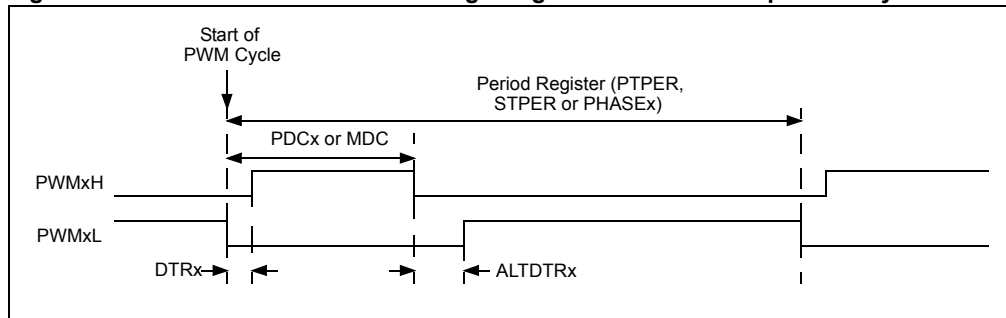 Start of
PWM Cycle
Period Register (PTPER,
STPER or PHASEx)
PDCx or MDC
PWMxH
PWMxL
DTRx
ALTDTRx